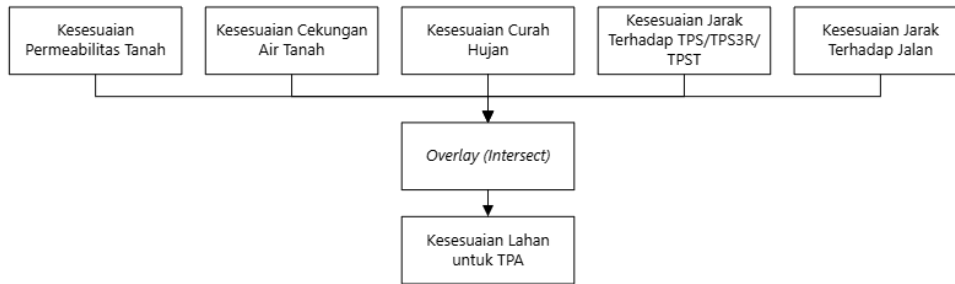 Kesesuaian
Permeabilitas Tanah
Kesesuaian Cekungan
Air Tanah
Kesesuaian Curah
Hujan
Kesesuaian Jarak
Terhadap TPS/TPS3R/
TPST
Kesesuaian Jarak
Terhadap Jalan
Overlay (Intersect)
Kesesuaian Lahan
untuk TPA